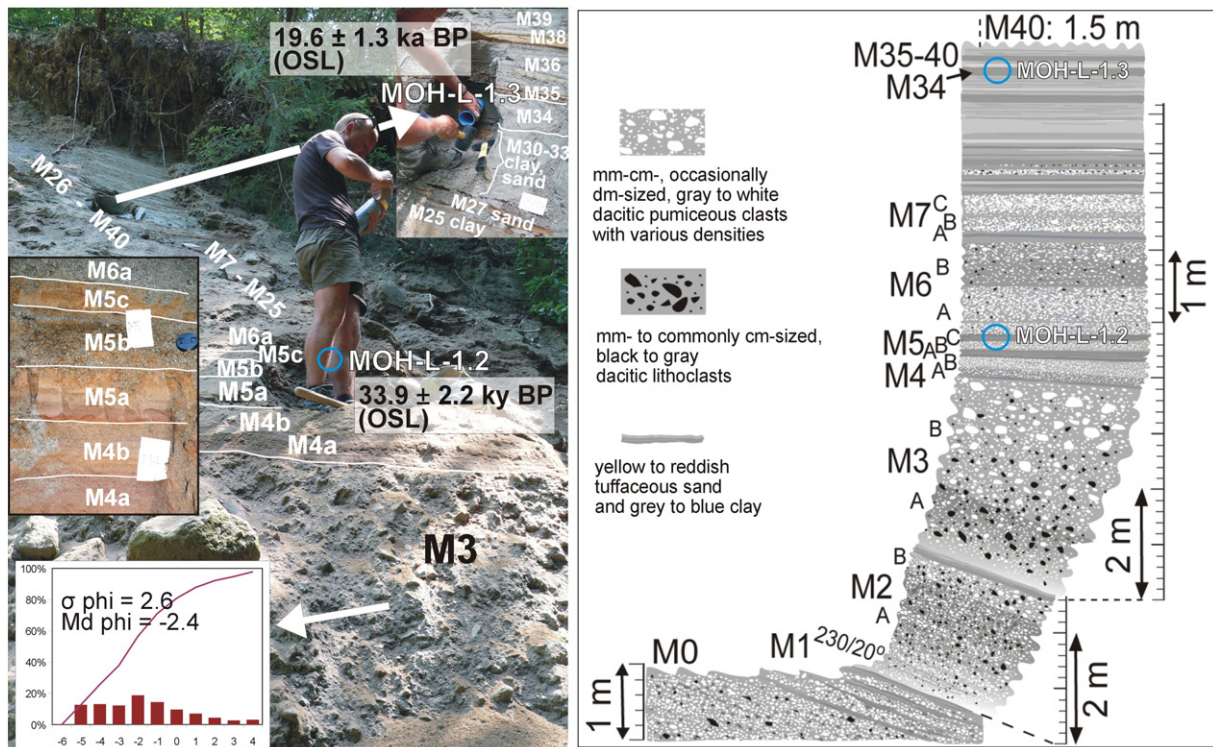 19.6 ± 1.3 ka BP
(OSL)
MOH-L-1.3
M39
M38
M36
M35
M34
M30-33
clay,
sand
M27 sand
M25 clay
M26
M40
M7 - M25
M6a
M5c
M5b
M5a
M4b
M4a
M6a
M5c
M5b
M5a
M4b
M4a
MOH-L-1.2
33.9 ± 2.2 ky BP
(OSL)
M3
100%
80%
60%
40%
20%
0%
σ phi = 2.6
Md phi = -2.4
-6 -5 -4 -3 -2 -1 0 1 2 3 4
mm-cm-, occasionally
dm-sized, gray to white
dacitic pumiceous clasts
with various densities
mm- to commonly cm-sized,
black to gray
dacitic lithoclasts
yellow to reddish
tuffaceous sand
and grey to blue clay
M40: 1.5 m
M35-40
M34
MOH-L-1.3
M7 C
B
A
B
M6
A
1 m
MOH-L-1.2
M5 A B C
M4 A B
B
M3
A
2 m
B
M2
A
230/20°
M0
M1
1 m
2 m